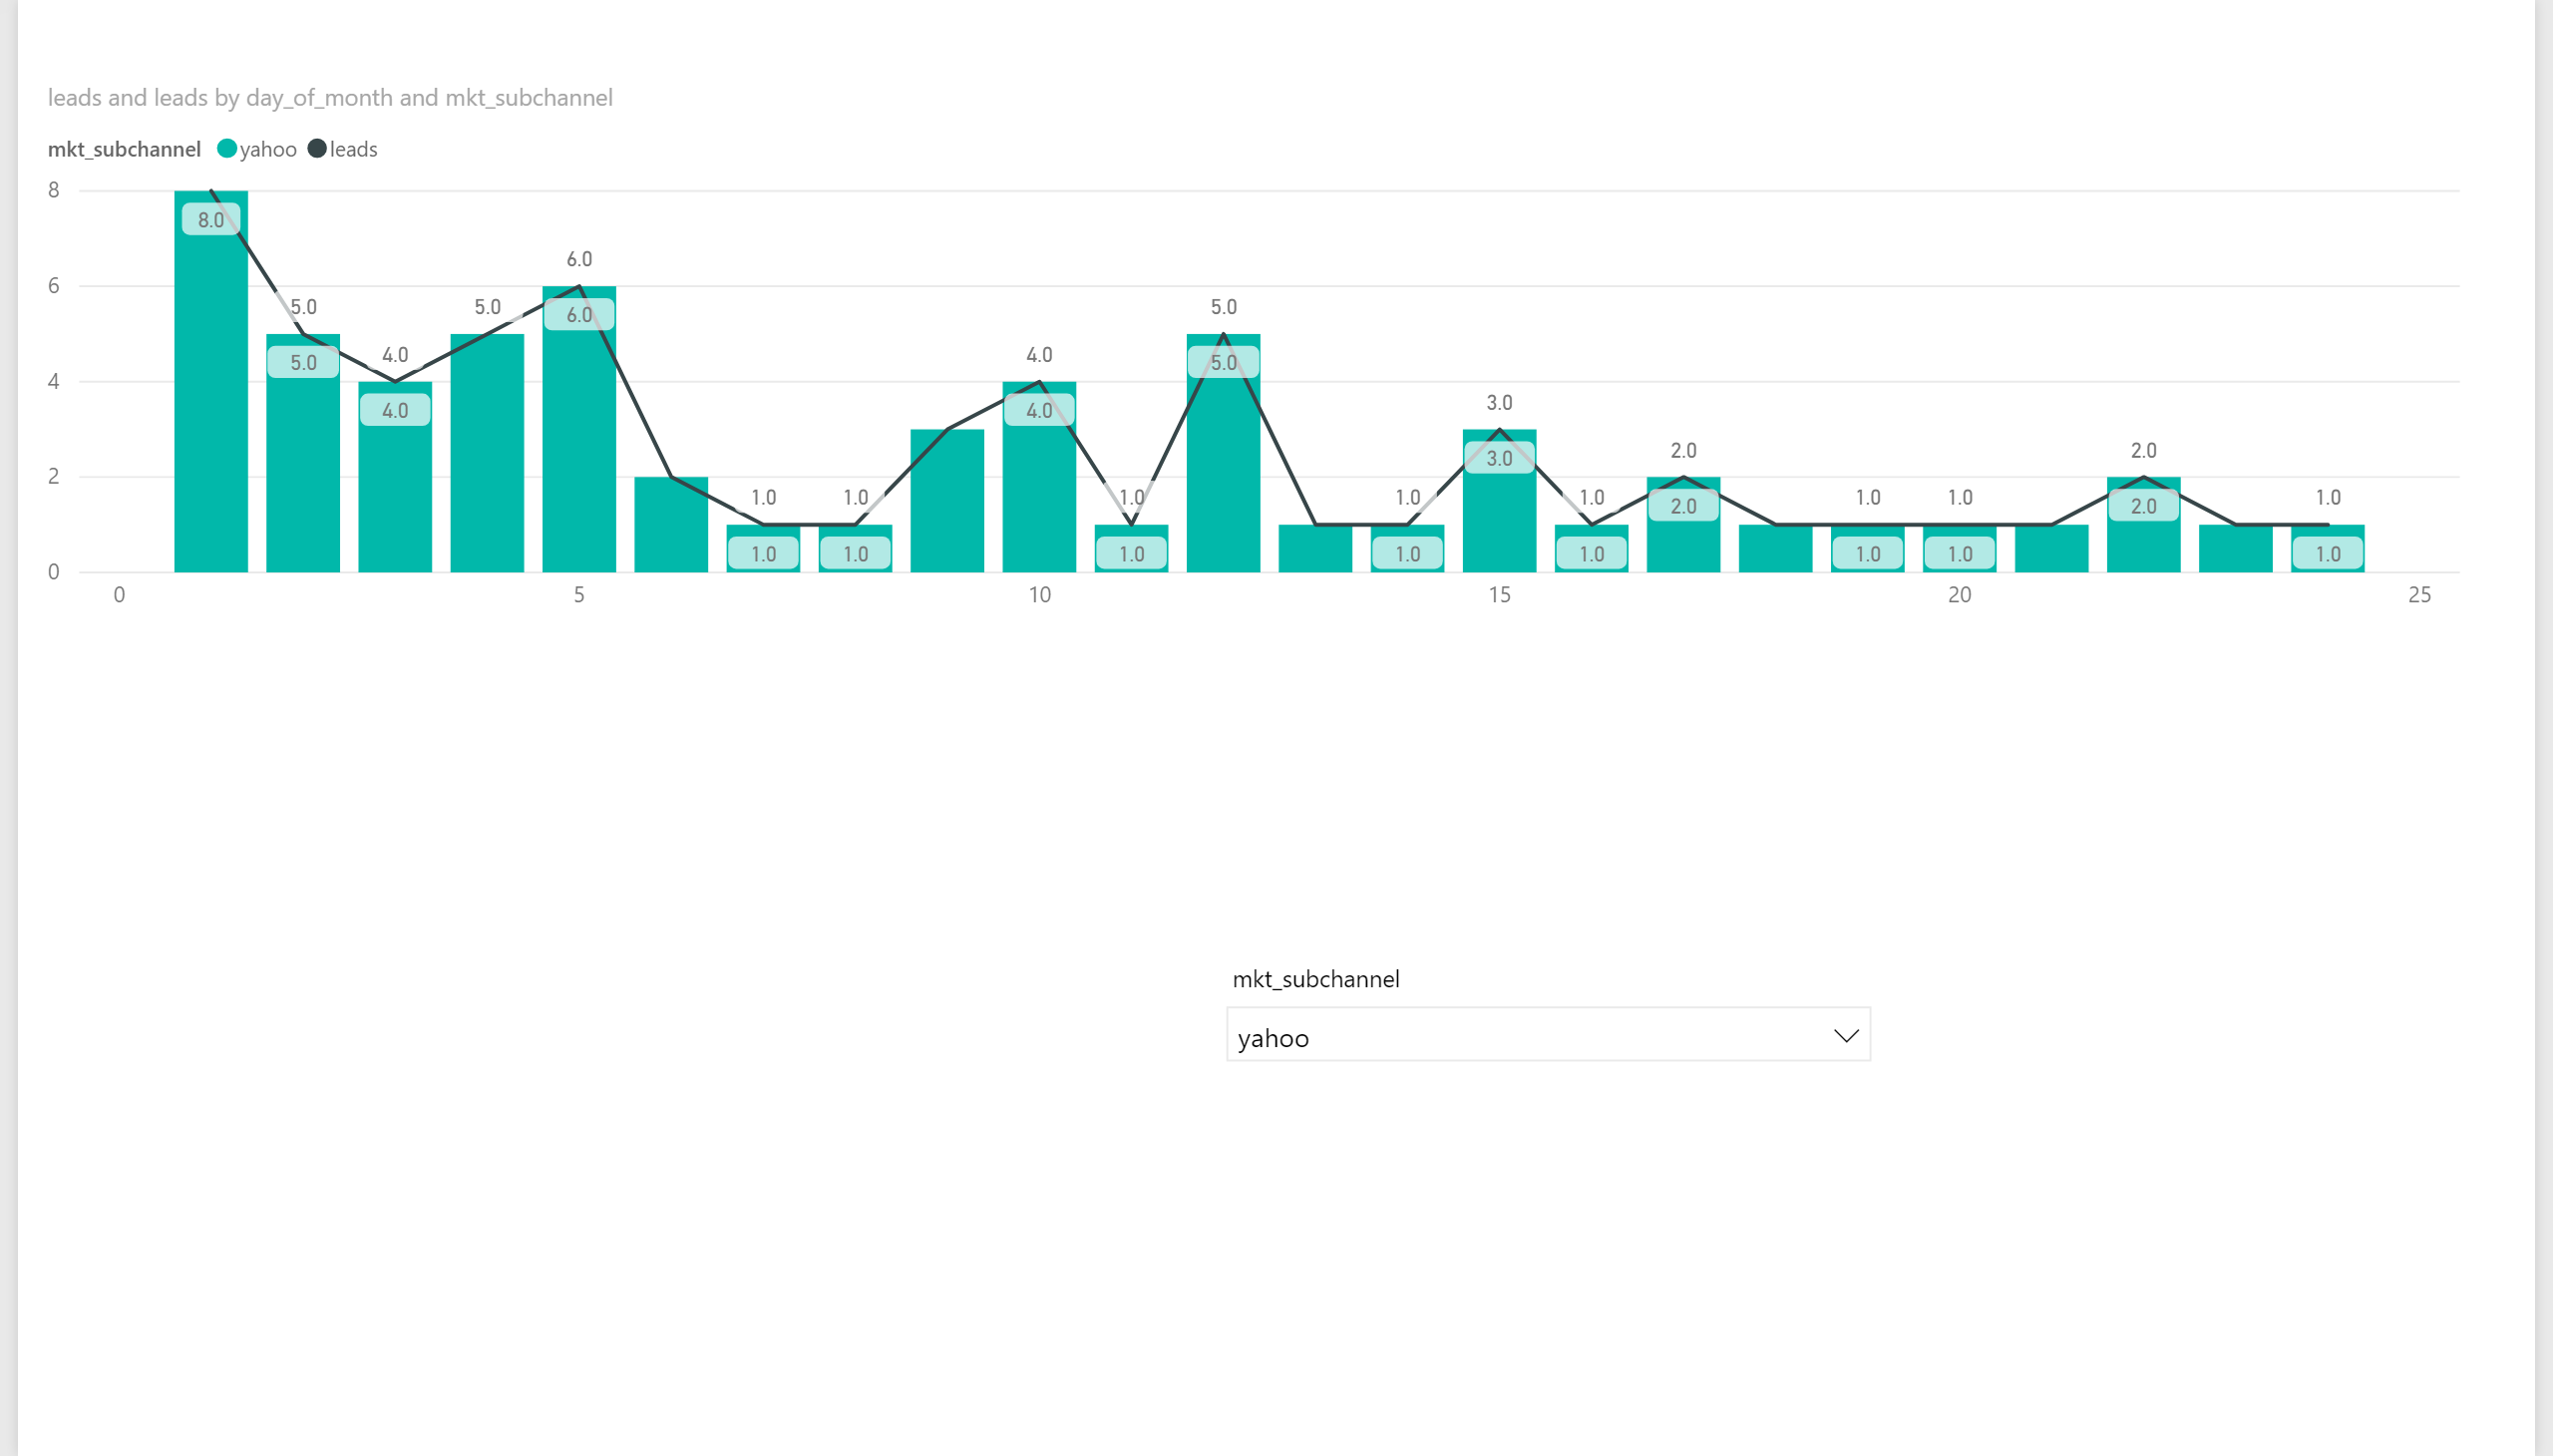 leads and leads by day_of_month and mkt_subchannel
mkt_subchannel yahoo leads
8
8.0
6.0
6
5.0 5.0 6.0 5.0
5.0 4.0 4.0 5.0
4
4.0 4.0 3.0
3.0 2.0 2.0
2
1.0 1.0 1.0 1.0 1.0 2.0 1.0 1.0 2.0 1.0
1.0 1.0 1.0 1.0 1.0 1.0 1.0 1.0
0
0 5 10 15 20 25
mkt_subchannel
yahoo